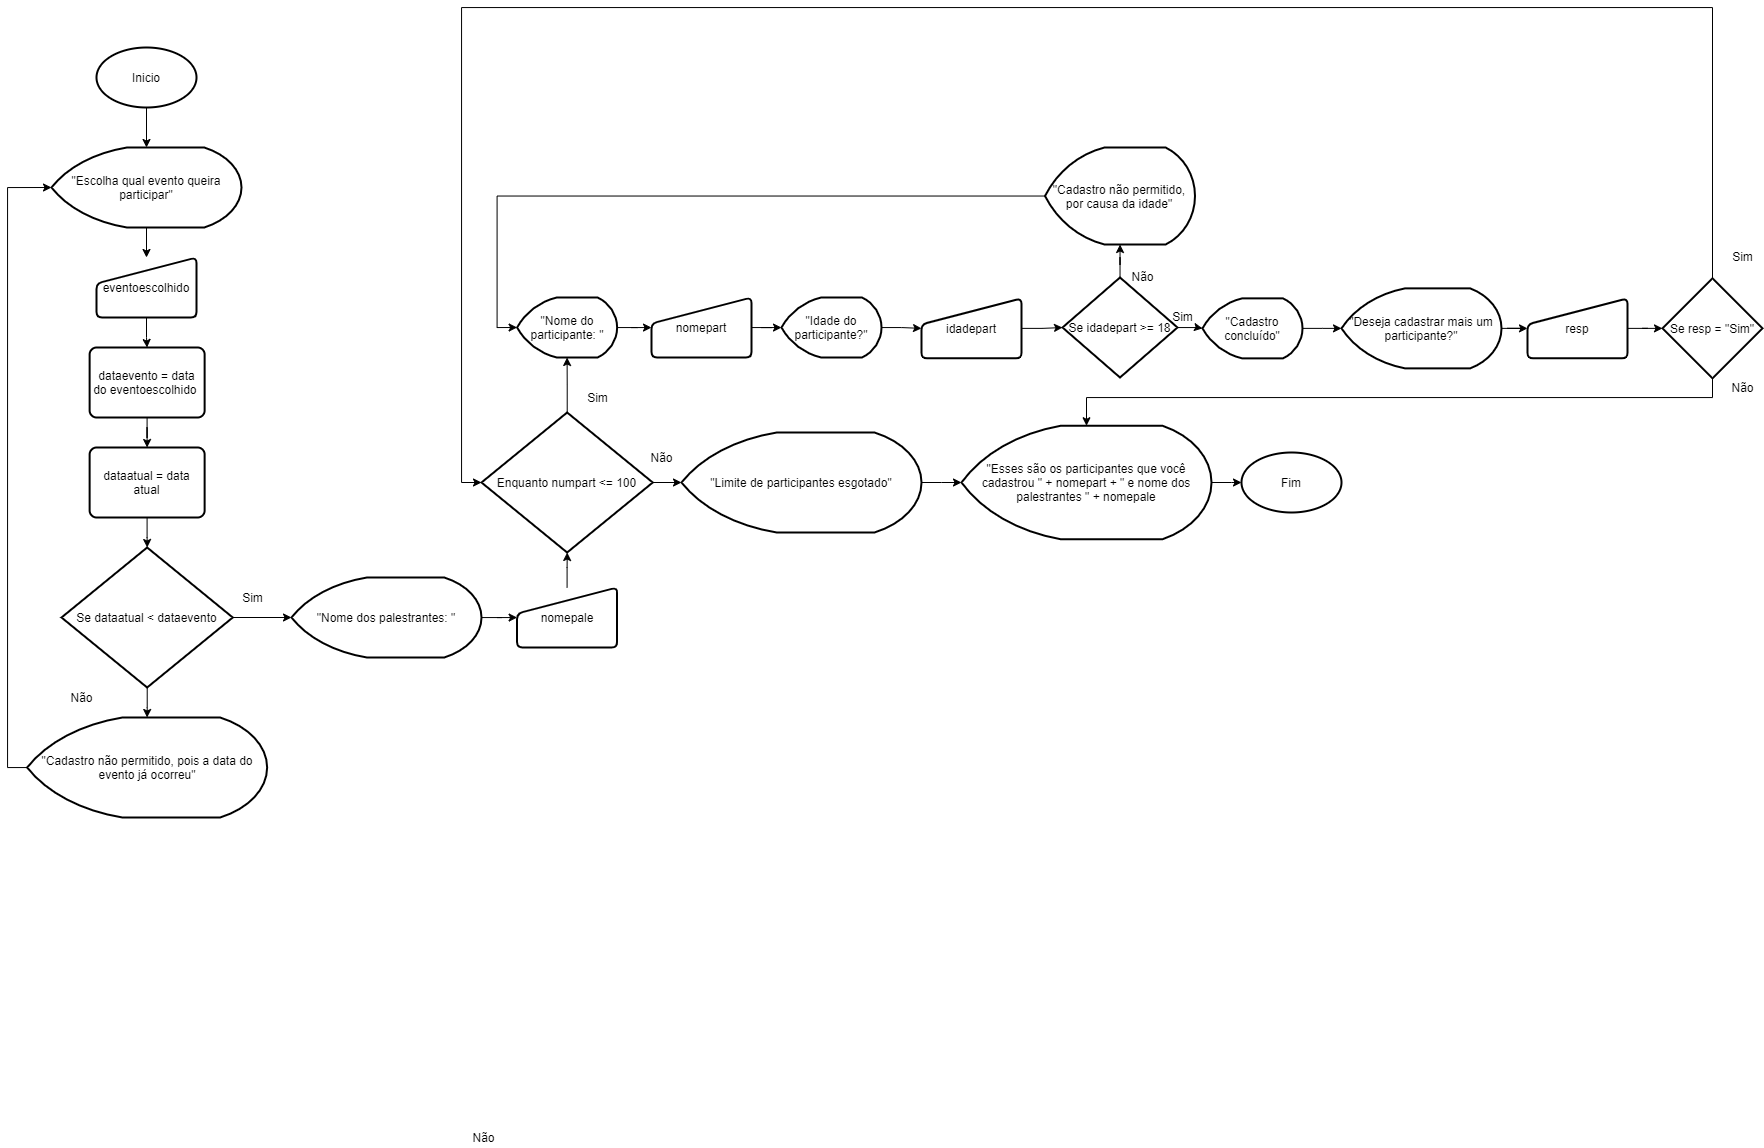 Inicio
"Escolha qual evento queira
participar"
eventoescolhido
dataevento = data
do eventoescolhido
dataatual = data
atual
Se dataatual < dataevento
Sim
Não
"Cadastro não permitido, pois a data do
evento já ocorreu"
"Nome dos palestrantes: "
nomepale
Enquanto numpart <= 100
Sim
Não
"Nome do
participante: "
nomepart
"Idade do
participante?"
idadepart
Se idadepart >= 18
Não
"Cadastro não permitido,
por causa da idade"
Sim
"Cadastro
concluído"
"Deseja cadastrar mais um
participante?"
resp
Se resp = "Sim"
Sim
Não
"Limite de participantes esgotado"
"Esses são os participantes que você
cadastrou " + nomepart + " e nome dos
palestrantes " + nomepale
Fim
Não